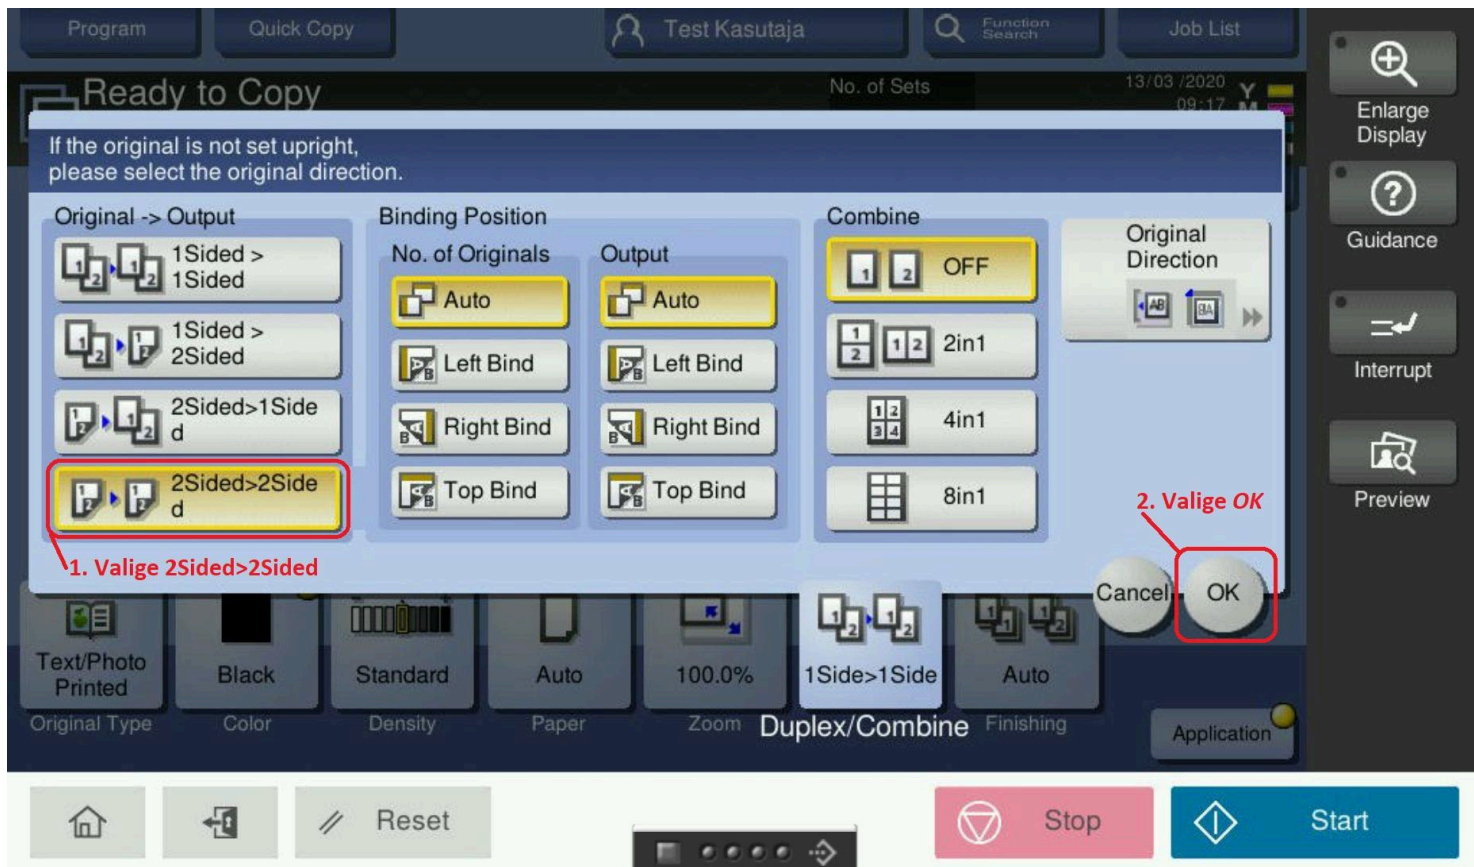 Program
Quick Copy
Test Kasutaja
Function
Search
Job List
Ready to Copy
No. of Sets
13/03 /2020
09:17
Y
M
If the original is not set upright,
please select the original direction.
Original -> Output
1Sided >
1Sided
1Sided >
2Sided
2Sided>1Side
d
2Sided>2Side
d
1. Valige 2Sided>2Sided
Binding Position
No. of Originals
Auto
Left Bind
Right Bind
Top Bind
Output
Auto
Left Bind
Right Bind
Top Bind
Combine
OFF
2in1
4in1
8in1
Original
Direction
2. Valige OK
Cancel
OK
Text/Photo
Printed
Original Type
Black
Color
Standard
Density
Auto
Paper
100.0%
Zoom
1Side>1Side
Duplex/Combine
Auto
Finishing
Application
Enlarge
Display
Guidance
Interrupt
Preview
Reset
Stop
Start